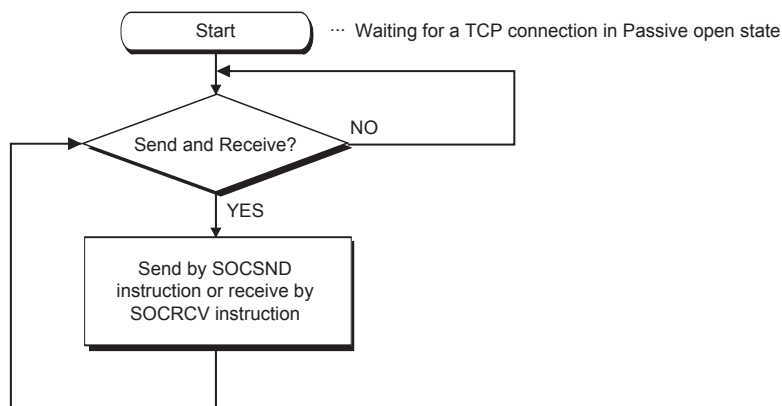 Start ··· Waiting for a TCP connection in Passive open state
Send and Receive?
NO
YES
Send by SOCSND
instruction or receive by
SOCRCV instruction